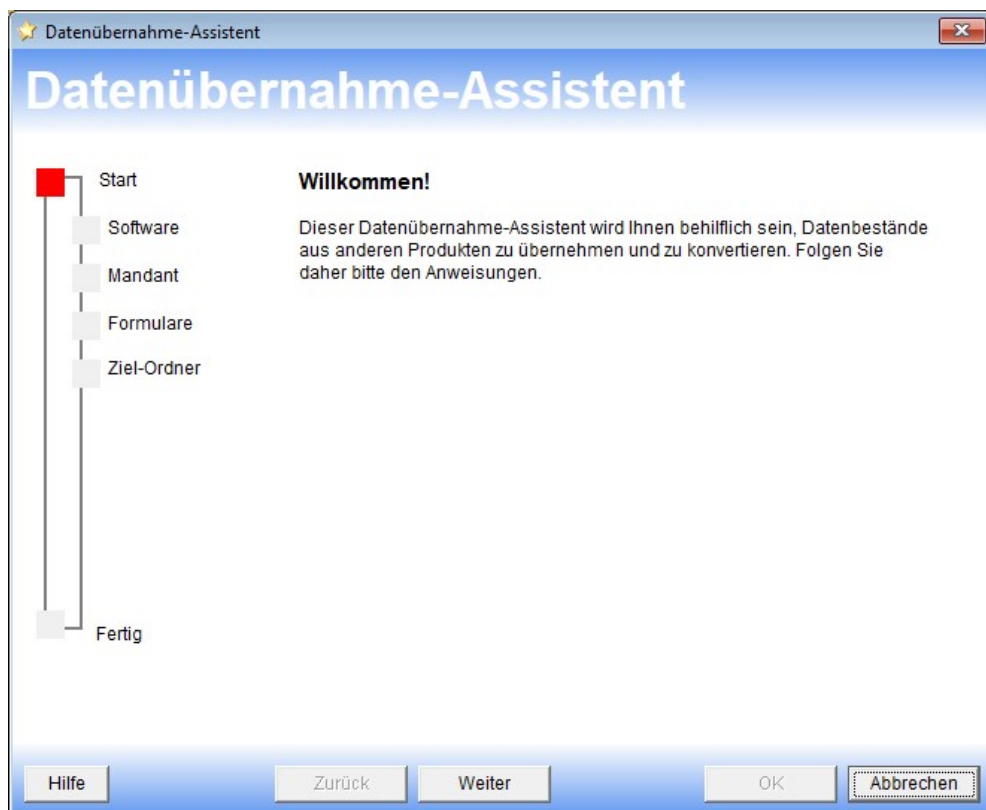 Datenübernahme-Assistent
Datenübernahme-Assistent
Start
Software
Mandant
Formulare
Ziel-Ordner
Fertig
Willkommen!
Dieser Datenübernahme-Assistent wird Ihnen behilflich sein, Datenbestände
aus anderen Produkten zu übernehmen und zu konvertieren. Folgen Sie
daher bitte den Anweisungen.
Hilfe
Zurück
Weiter
OK
Abbrechen